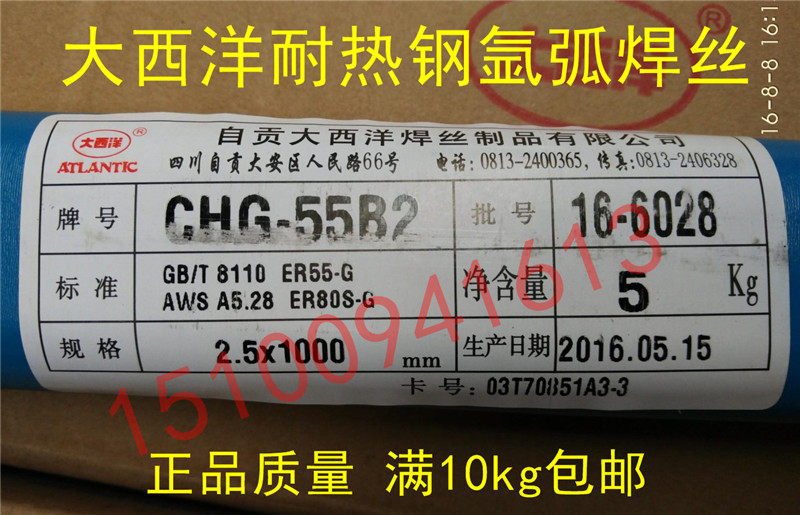 大西洋耐热钢氩弧焊丝
大西洋
16-8-8 16:1
大西洋®
ATLANTIC
自贡大西洋焊丝制品有限公司
四川自贡大安区人民路66号 电话:0813-2400365,传真:0813-2406328
牌号 CHG-55B2 批号 16-6028
标准 GB/T 8110 ER55-G
AWS A5.28 ER80S-G
净含量 5 Kg
规格 2.5x1000 mm 生产日期 2016.05.15
卡号:03T70851A3-3
15100941613
正品质量 满10kg包邮